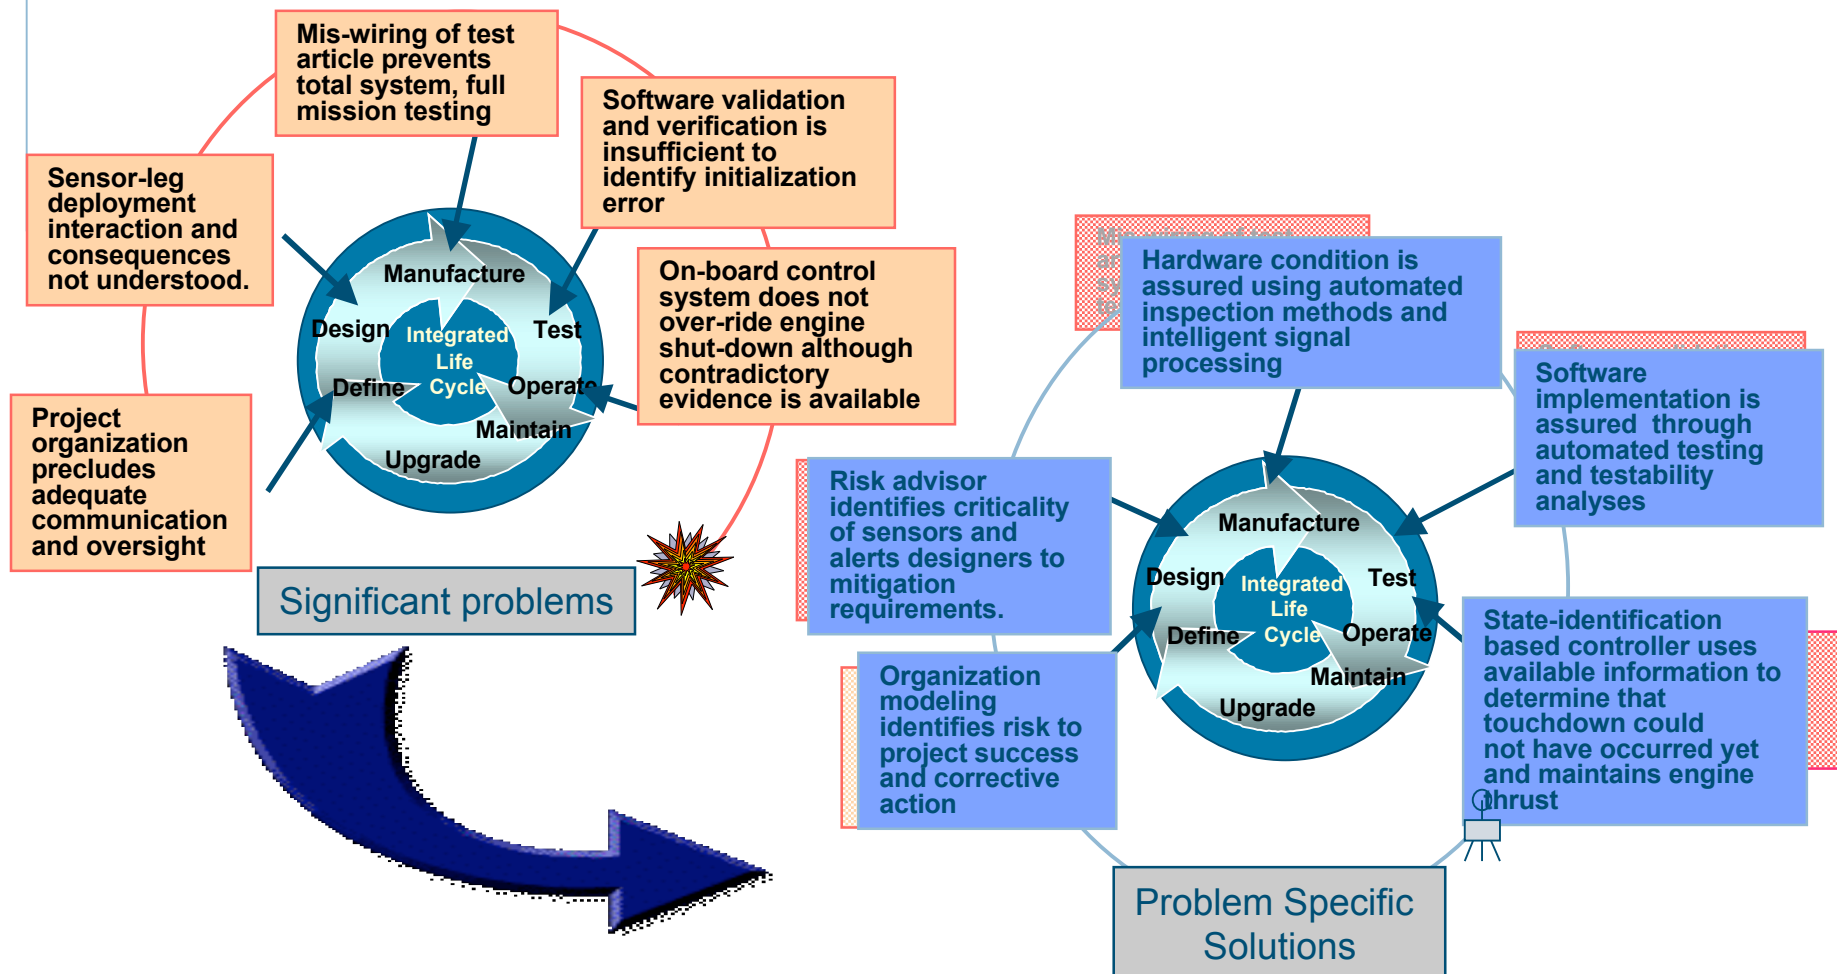 Mis-wiring of test
article prevents
total system, full
mission testing
Software validation
and verification is
insufficient to
identify initialization
error
Sensor-leg
deployment
interaction and
consequences
not understood.
On-board control
system does not
over-ride engine
shut-down although
contradictory
evidence is available
Project
organization
precludes
adequate
communication
and oversight
Manufacture
Design
Test
Integrated
Life
Cycle
Define
Operate
Maintain
Upgrade
Significant problems
Hardware condition is
assured using automated
inspection methods and
intelligent signal
processing
Software
implementation is
assured through
automated testing
and testability
analyses
Risk advisor
identifies criticality
of sensors and
alerts designers to
mitigation
requirements.
State-identification
based controller uses
available information to
determine that
touchdown could
not have occurred yet
and maintains engine
thrust
Organization
modeling
identifies risk to
project success
and corrective
action
Manufacture
Design
Test
Integrated
Life
Cycle
Define
Operate
Maintain
Upgrade
Problem Specific
Solutions